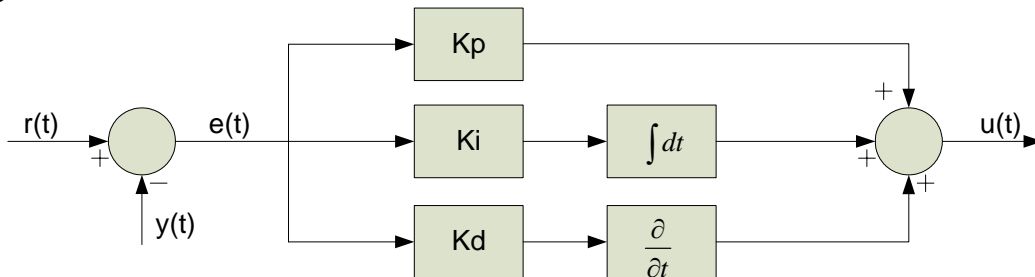 Kp
+
r(t) e(t) Ki ∫dt u(t)
+ +
− +
y(t)
Kd ∂/∂t